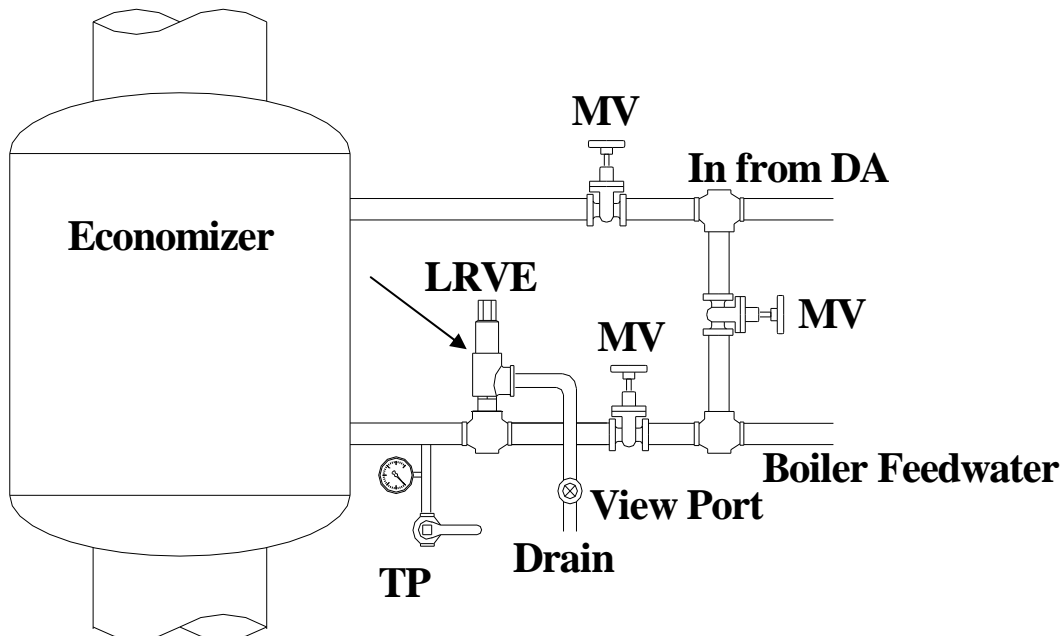 MV
In from DA
Economizer
LRVE
MV
MV
Boiler Feedwater
View Port
Drain
TP